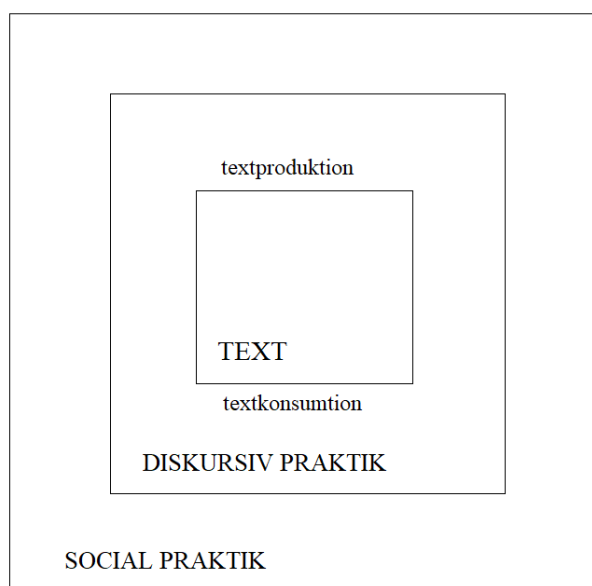 textproduktion
TEXT
textkonsumtion
DISKURSIV PRAKTIK
SOCIAL PRAKTIK